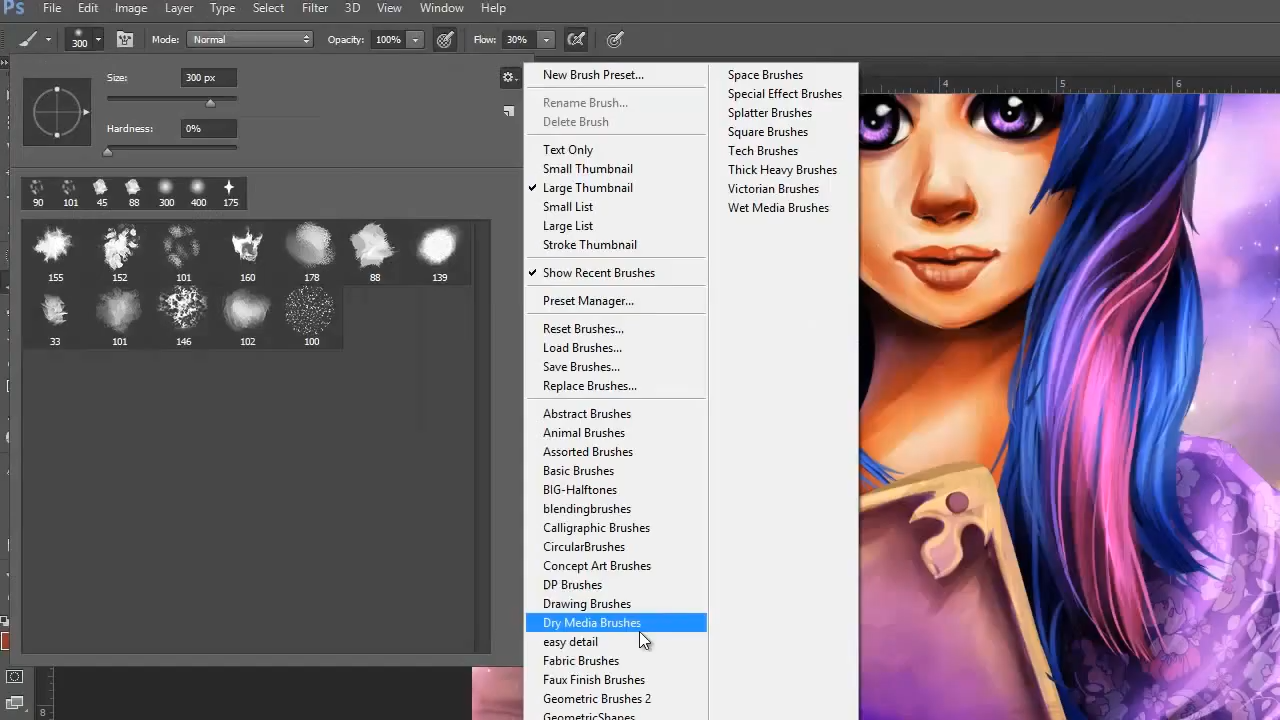 Ps File Edit Image Layer Type Select Filter 3D View Window Help
300 Mode: Normal Opacity: 100% Flow: 30%
Size: 300 px
Hardness: 0%
90 101 45 88 300 400 175
155 152 101 160 178 88 139
33 101 146 102 100
New Brush Preset...
Rename Brush...
Delete Brush
Text Only
Small Thumbnail
Large Thumbnail
Small List
Large List
Stroke Thumbnail
Show Recent Brushes
Preset Manager...
Reset Brushes...
Load Brushes...
Save Brushes...
Replace Brushes...
Abstract Brushes
Animal Brushes
Assorted Brushes
Basic Brushes
BIG-Halftones
blendingbrushes
Calligraphic Brushes
CircularBrushes
Concept Art Brushes
DP Brushes
Drawing Brushes
Dry Media Brushes
easy detail
Fabric Brushes
Faux Finish Brushes
Geometric Brushes 2
GeometricShapes
Space Brushes
Special Effect Brushes
Splatter Brushes
Square Brushes
Tech Brushes
Thick Heavy Brushes
Victorian Brushes
Wet Media Brushes
4 5 6
8